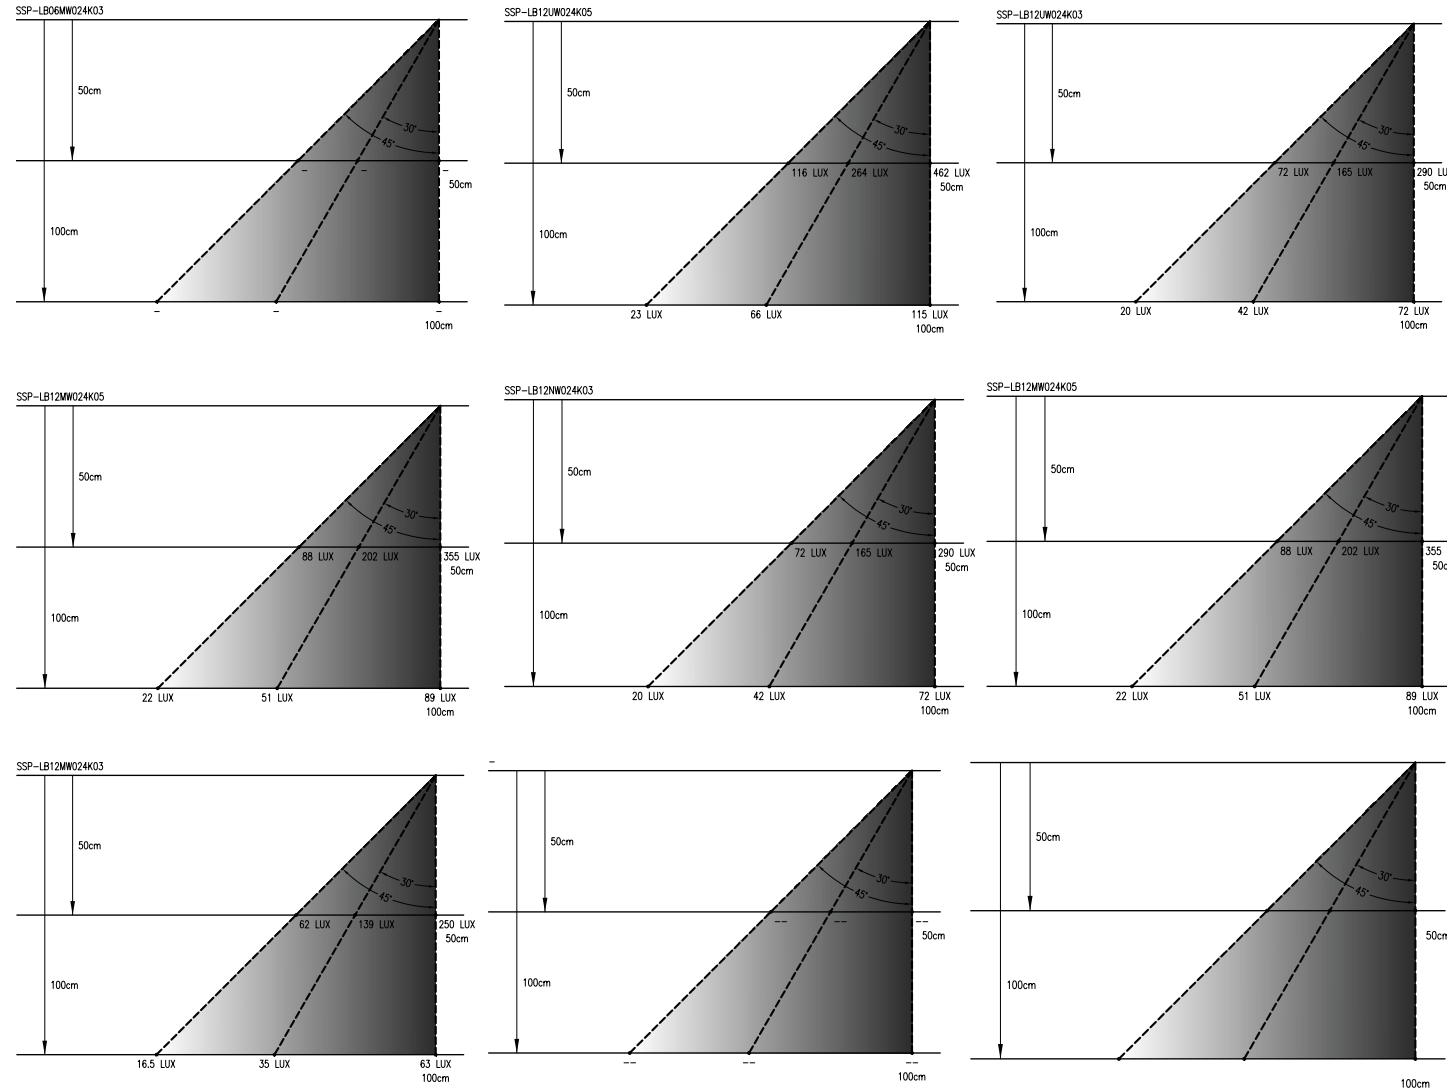 SSP-LB06MW024K03
50cm
30°
45°
- - -
50cm
100cm
- - -
100cm
SSP-LB12UW024K05
50cm
30°
45°
116 LUX 264 LUX 462 LUX
50cm
100cm
23 LUX 66 LUX 115 LUX
100cm
SSP-LB12UW024K03
50cm
30°
45°
72 LUX 165 LUX 290 LU
50cm
100cm
20 LUX 42 LUX 72 LUX
100cm
SSP-LB12MW024K05
50cm
30°
45°
88 LUX 202 LUX 355 LUX
50cm
100cm
22 LUX 51 LUX 89 LUX
100cm
SSP-LB12NW024K03
50cm
30°
45°
72 LUX 165 LUX 290 LUX
50cm
100cm
20 LUX 42 LUX 72 LUX
100cm
SSP-LB12MW024K05
50cm
30°
45°
88 LUX 202 LUX 355
50c
100cm
22 LUX 51 LUX 89 LUX
100cm
SSP-LB12MW024K03
50cm
30°
45°
62 LUX 139 LUX 250 LUX
50cm
100cm
16.5 LUX 35 LUX 63 LUX
100cm
-
50cm
30°
45°
-- -- --
50cm
100cm
-- -- --
100cm
50cm
30°
45°
50cm
100cm
100cm